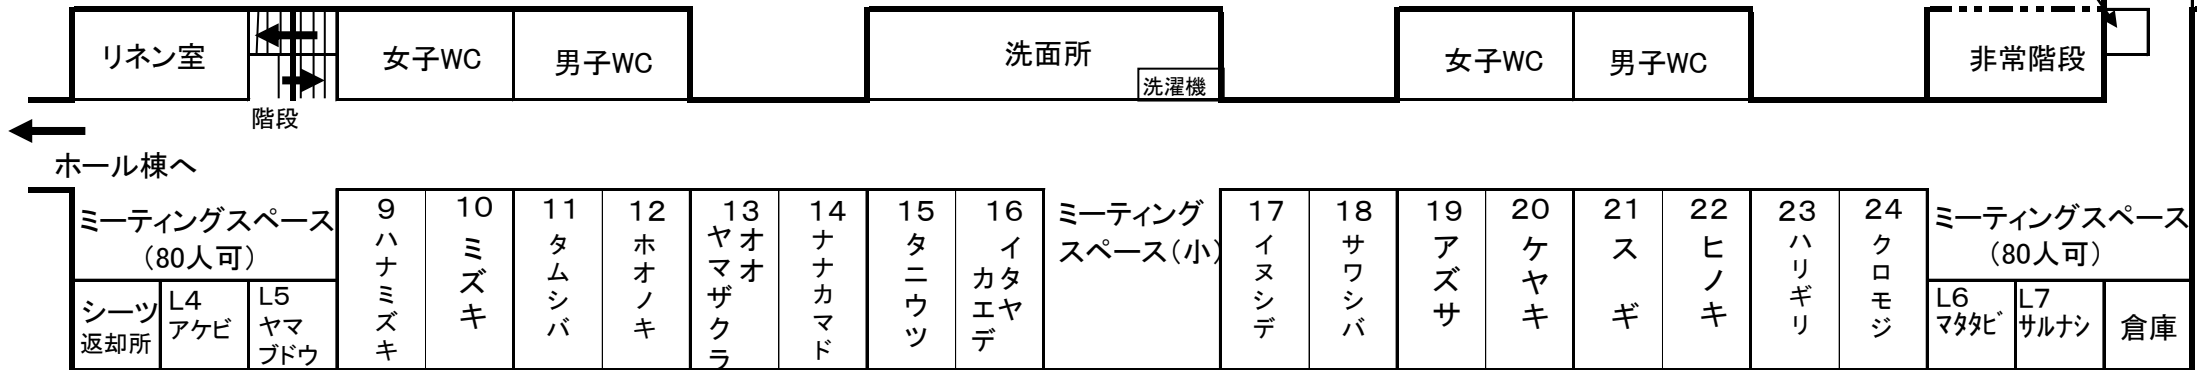 リネン室
階段
女子WC
男子WC
洗面所
洗濯機
女子WC
男子WC
非常階段
ホール棟へ
ミーティングスペース
(80人可)
シーツ
返却所
L4
アケビ
L5
ヤマ
ブドウ
9
ハナミズキ
10
ミズキ
11
タムシバ
12
ホオノキ
13
オオ
ヤマザクラ
14
ナナカマド
15
タニウツ
16
イタヤ
カエデ
ミーティング
スペース(小)
17
イヌシデ
18
サワシバ
19
アズサ
20
ケヤキ
21
スギ
22
ヒノキ
23
ハリギリ
24
クロモジ
ミーティングスペース
(80人可)
L6
マタタビ
L7
サルナシ
倉庫